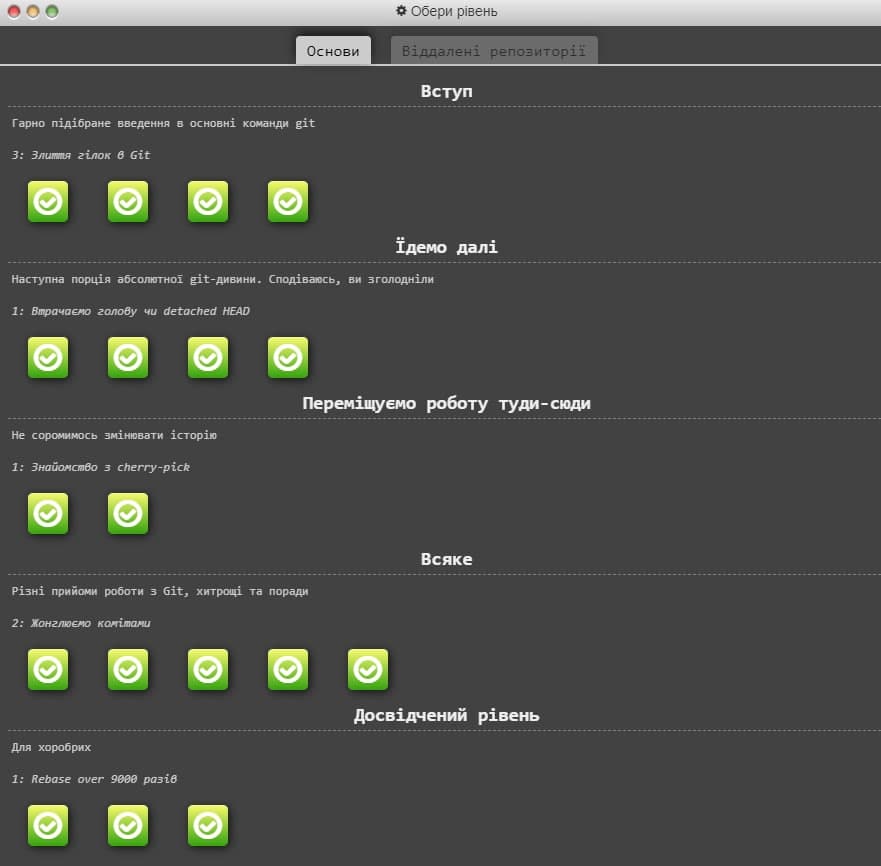 Обери рівень
Основи
Віддалені репозиторії
Вступ
Гарно підібране введення в основні команди git
3: Злиття гілок в Git
Їдемо далі
Наступна порція абсолютної git-дивини. Сподіваюсь, ви зголодніли
1: Втрачаємо голову чи detached HEAD
Переміщуємо роботу туди-сюди
Не соромимось змінювати історію
1: Знайомство з cherry-pick
Всяке
Різні прийоми роботи з Git, хитрощі та поради
2: Жонглюємо комітами
Досвідчений рівень
Для хоробрих
1: Rebase over 9000 разів